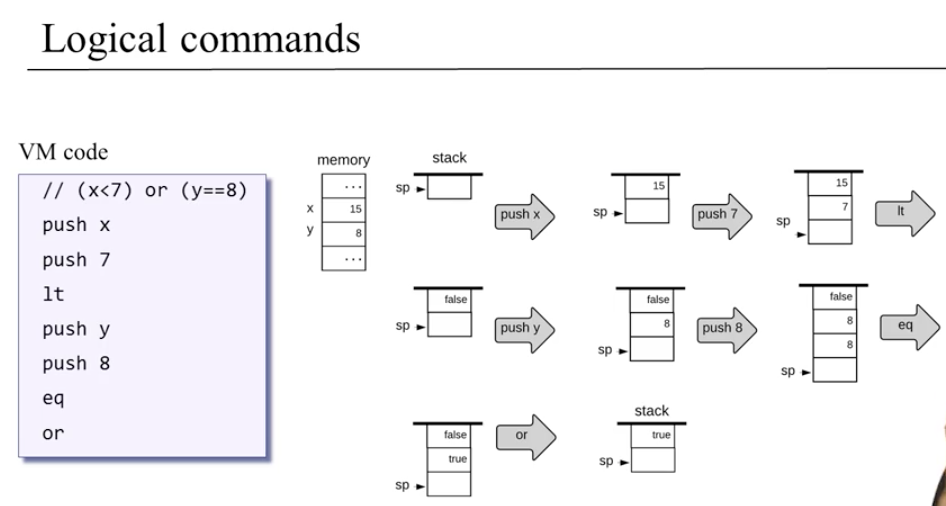 Logical commands
VM code
// (x<7) or (y==8)
push x
push 7
lt
push y
push 8
eq
or
memory
...
x 15
y 8
...
stack
sp
push x
15
sp
push 7
15
7
sp
lt
false
sp
push y
false
8
sp
push 8
false
8
8
sp
eq
false
true
sp
or
stack
true
sp